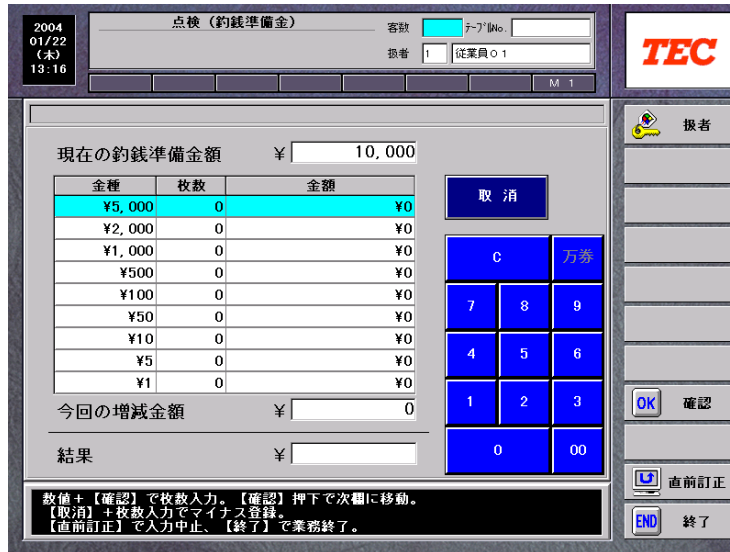 2004
01/22
(木)
13:16
点検（釣銭準備金）
客数
ﾃｰﾌﾞﾙNo.
扱者 1 従業員０１
M 1
TEC
扱者
現在の釣銭準備金額 ¥ 10,000
金種 枚数 金額
¥5,000 0 ¥0
¥2,000 0 ¥0
¥1,000 0 ¥0
¥500 0 ¥0
¥100 0 ¥0
¥50 0 ¥0
¥10 0 ¥0
¥5 0 ¥0
¥1 0 ¥0
今回の増減金額 ¥ 0
結果 ¥
取 消
C 万券
7 8 9
4 5 6
1 2 3
0 00
OK 確認
直前訂正
END 終了
数値＋【確認】で枚数入力。【確認】押下で次欄に移動。
【取消】＋枚数入力でマイナス登録。
【直前訂正】で入力中止、【終了】で業務終了。